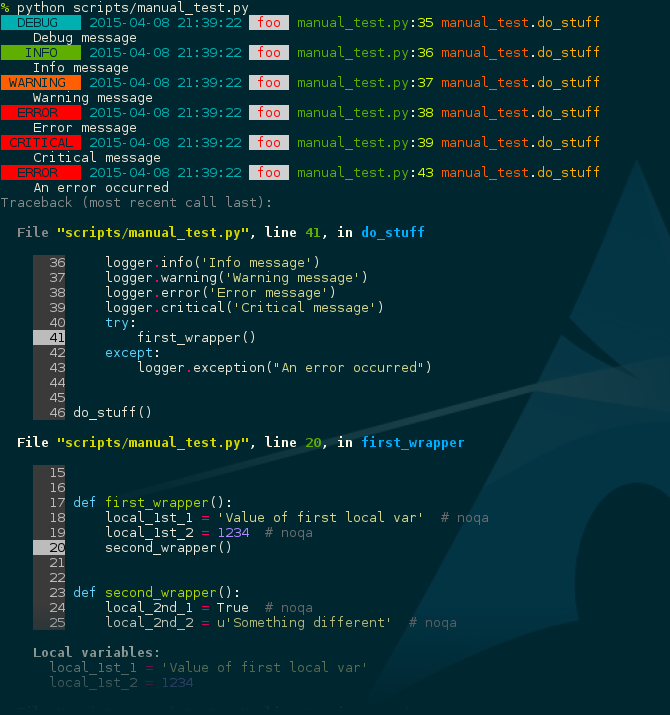 % python scripts/manual_test.py
DEBUG 2015-04-08 21:39:22 foo manual_test.py:35 manual_test.do_stuff
Debug message
INFO 2015-04-08 21:39:22 foo manual_test.py:36 manual_test.do_stuff
Info message
WARNING 2015-04-08 21:39:22 foo manual_test.py:37 manual_test.do_stuff
Warning message
ERROR 2015-04-08 21:39:22 foo manual_test.py:38 manual_test.do_stuff
Error message
CRITICAL 2015-04-08 21:39:22 foo manual_test.py:39 manual_test.do_stuff
Critical message
ERROR 2015-04-08 21:39:22 foo manual_test.py:43 manual_test.do_stuff
An error occurred
Traceback (most recent call last):
File "scripts/manual_test.py", line 41, in do_stuff
36 logger.info('Info message')
37 logger.warning('Warning message')
38 logger.error('Error message')
39 logger.critical('Critical message')
40 try:
41 first_wrapper()
42 except:
43 logger.exception("An error occurred")
44
45
46 do_stuff()
File "scripts/manual_test.py", line 20, in first_wrapper
15
16
17 def first_wrapper():
18 local_1st_1 = 'Value of first local var' # noqa
19 local_1st_2 = 1234 # noqa
20 second_wrapper()
21
22
23 def second_wrapper():
24 local_2nd_1 = True # noqa
25 local_2nd_2 = u'Something different' # noqa
Local variables:
local_1st_1 = 'Value of first local var'
local_1st_2 = 1234